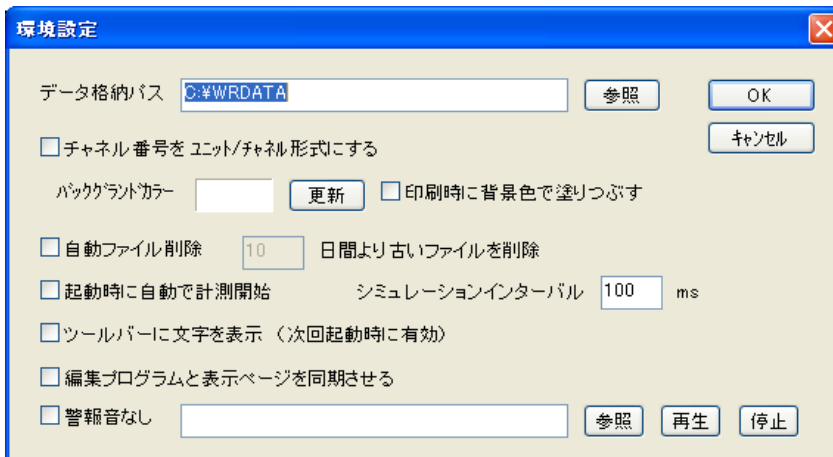 環境設定
データ格納パス C:¥WRDATA 参照 OK
キャンセル
チャネル番号をユニット/チャネル形式にする
バックグランドカラー 更新 印刷時に背景色で塗りつぶす
自動ファイル削除 10 日間より古いファイルを削除
起動時に自動で計測開始 シミュレーションインターバル 100 ms
ツールバーに文字を表示（次回起動時に有効）
編集プログラムと表示ページを同期させる
警報音なし 参照 再生 停止